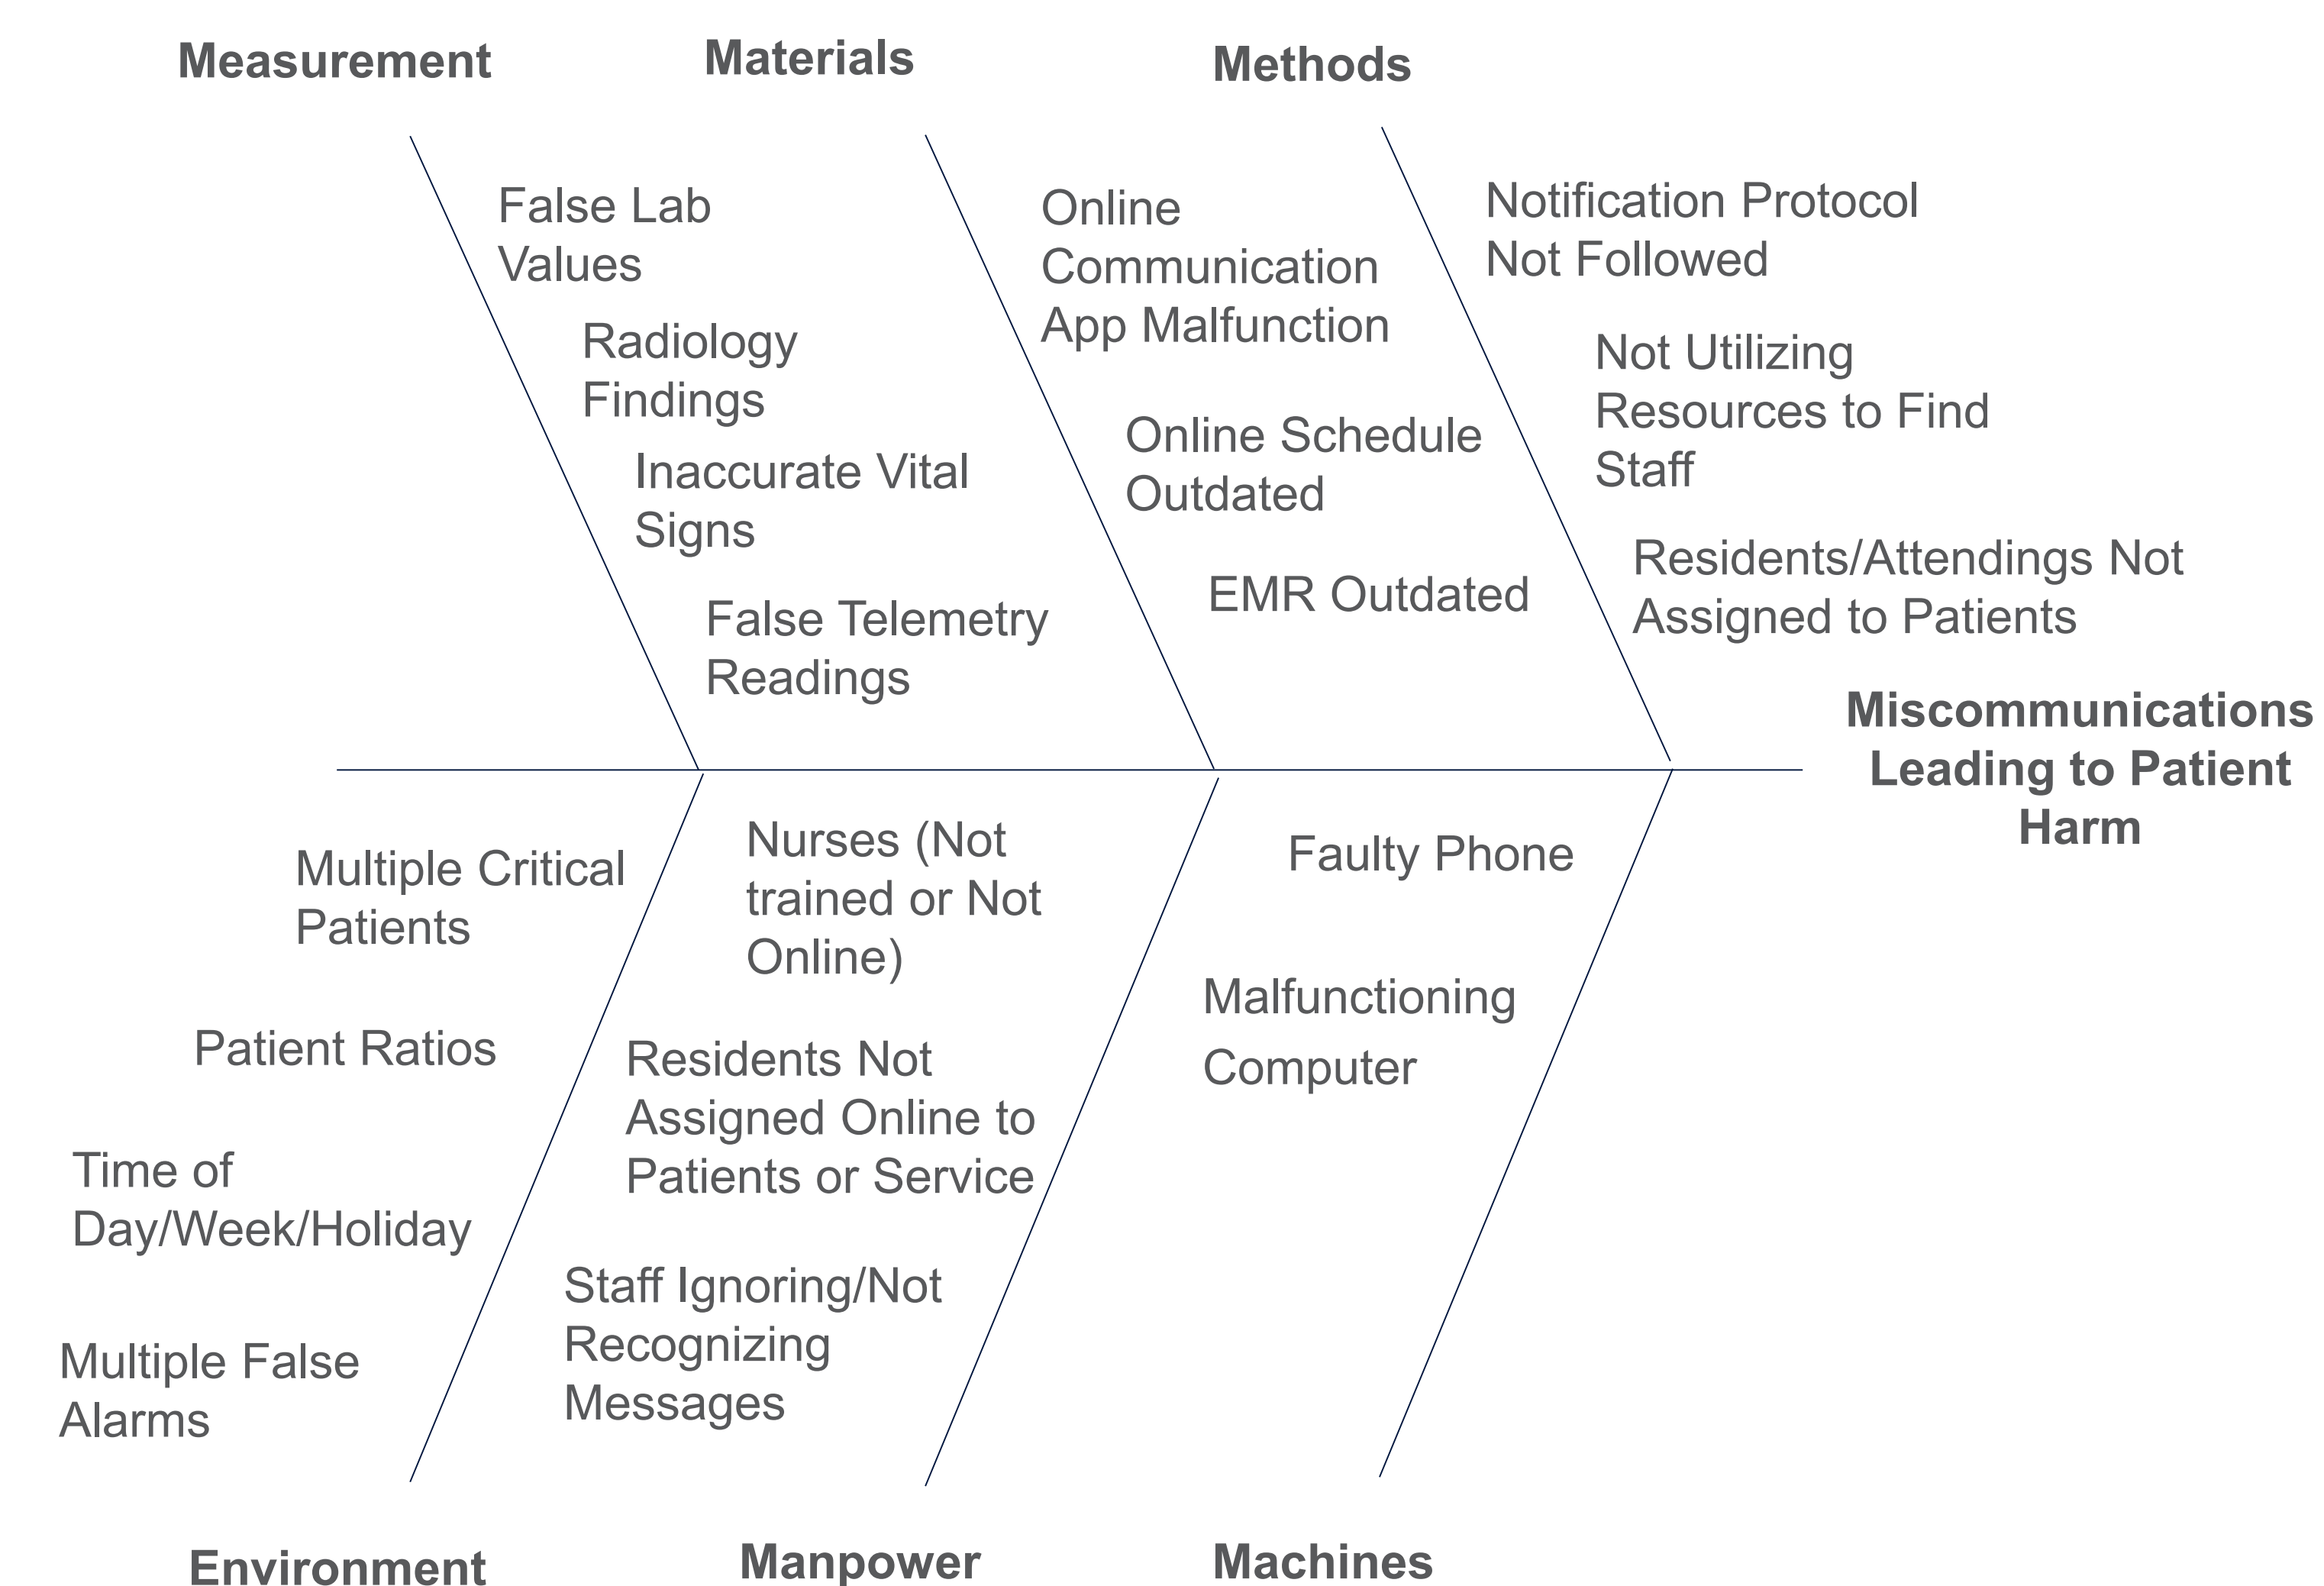 Measurement
Materials
Methods
False Lab
Values
Radiology
Findings
Inaccurate Vital
Signs
False Telemetry
Readings
Online
Communication
App Malfunction
Online Schedule
Outdated
EMR Outdated
Notification Protocol
Not Followed
Not Utilizing
Resources to Find
Staff
Residents/Attendings Not
Assigned to Patients
Miscommunications
Leading to Patient
Harm
Multiple Critical
Patients
Patient Ratios
Time of
Day/Week/Holiday
Multiple False
Alarms
Nurses (Not
trained or Not
Online)
Residents Not
Assigned Online to
Patients or Service
Staff Ignoring/Not
Recognizing
Messages
Faulty Phone
Malfunctioning
Computer
Environment
Manpower
Machines